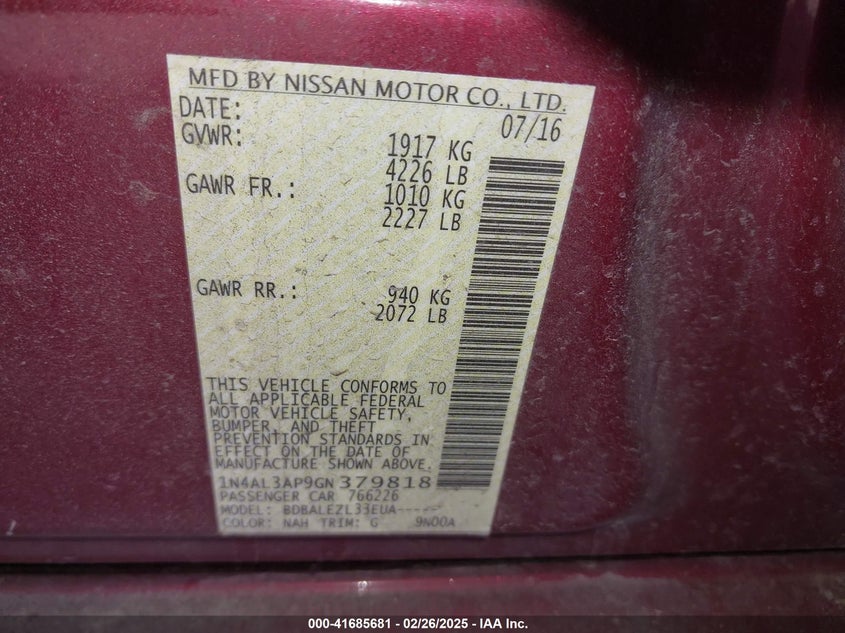 MFD BY NISSAN MOTOR CO., LTD.
DATE: 07/16
GVWR: 1917 KG
4226 LB
GAWR FR.: 1010 KG
2227 LB
GAWR RR.: 940 KG
2072 LB
THIS VEHICLE CONFORMS TO
ALL APPLICABLE FEDERAL
MOTOR VEHICLE SAFETY,
BUMPER, AND THEFT
PREVENTION STANDARDS IN
EFFECT ON THE DATE OF
MANUFACTURE SHOWN ABOVE.
1N4AL3AP9GN379818
PASSENGER CAR 766226
MODEL: BDBALEZL33EUA-----
COLOR: NAH TRIM: G 9N00A
000-41685681 - 02/26/2025 - IAA Inc.